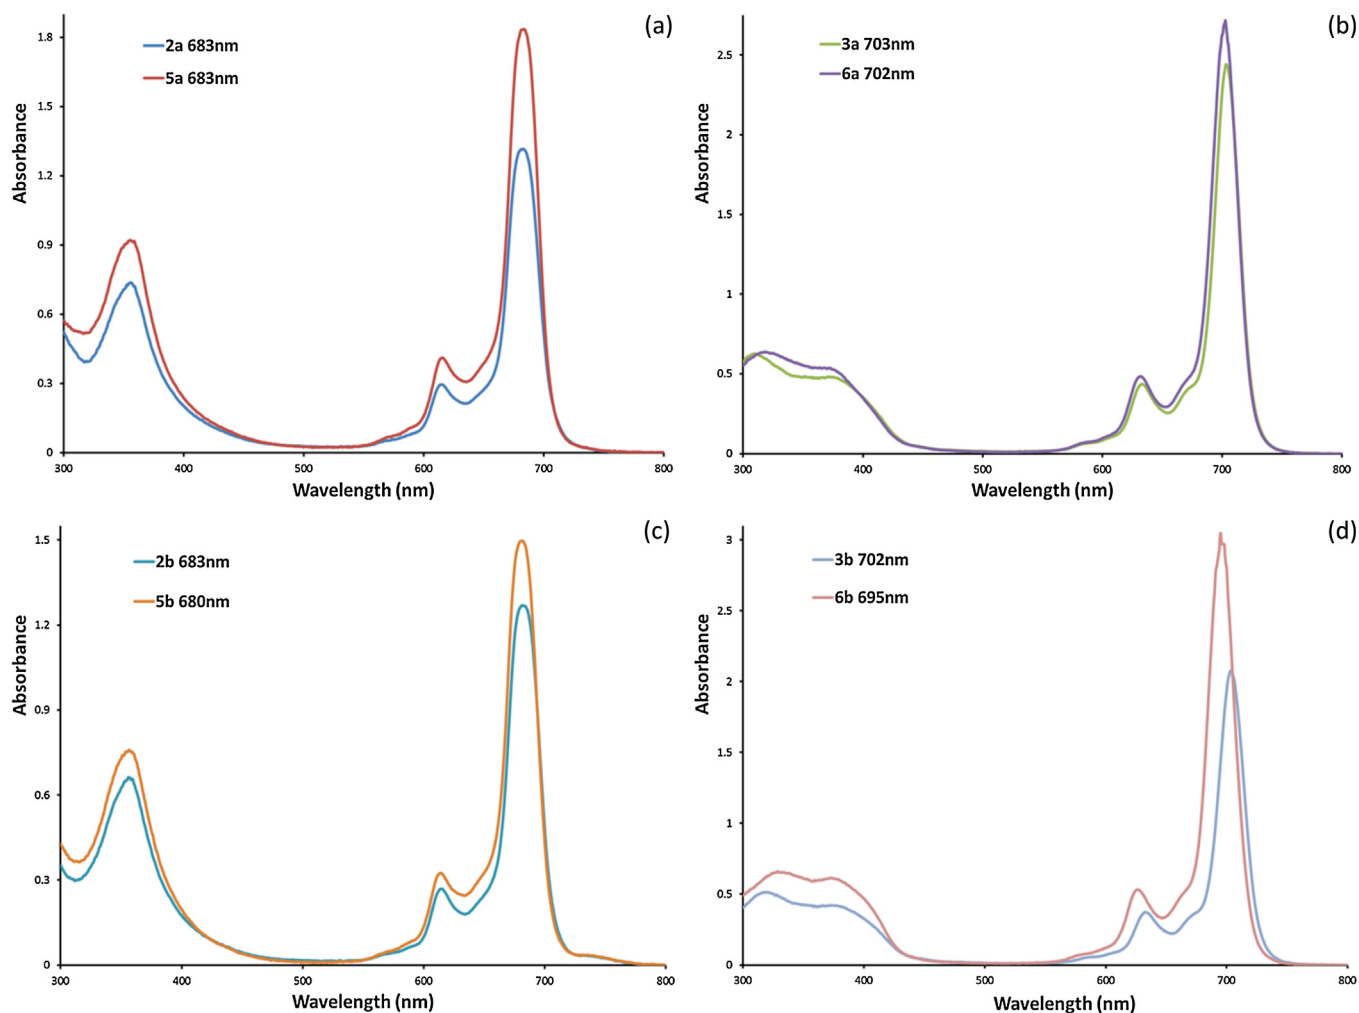 (a)
2a 683nm
5a 683nm
1.8
1.5
1.2
0.9
0.6
0.3
0
Absorbance
300 400 500 600 700 800
Wavelength (nm)
(b)
3a 703nm
6a 702nm
2.5
2
1.5
1
0.5
0
Absorbance
300 400 500 600 700 800
Wavelength (nm)
(c)
2b 683nm
5b 680nm
1.5
1.2
0.9
0.6
0.3
0
Absorbance
300 400 500 600 700 800
Wavelength (nm)
(d)
3b 702nm
6b 695nm
3
2.5
2
1.5
1
0.5
0
Absorbance
300 400 500 600 700 800
Wavelength (nm)